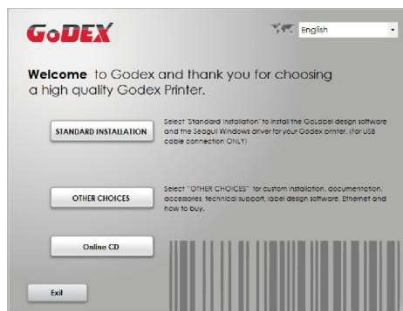 GoDEX
English
Welcome to Godex and thank you for choosing
a high quality Godex Printer.
STANDARD INSTALLATION
Select 'Standard Installation' to install the GoLabel design software
and the Seagull Windows driver for your Godex printer. (for USB
cable connection ONLY)
OTHER CHOICES
Select "OTHER CHOICES" for custom installation, documentation,
accessories, technical support, label design software, Ethernet and
how to buy.
Online CD
Exit